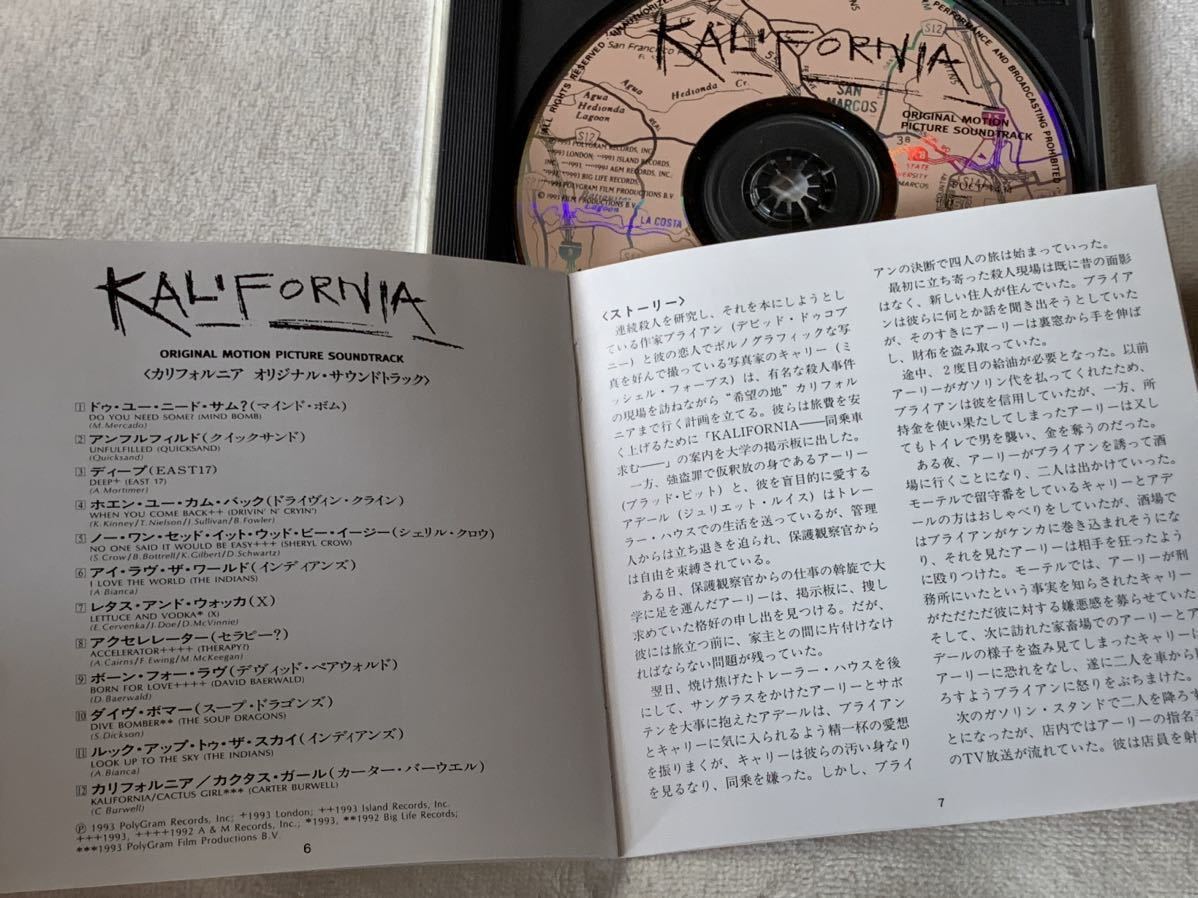 KALIFORNIA
ORIGINAL MOTION
PICTURE SOUNDTRACK
ALL RIGHTS RESERVED
UNAUTHORIZED
PERFORMANCE AND BROADCASTING PROHIBITED
San Francisco
Agua
Hedionda
Lagoon
Agua
Hedionda
Cr.
SAN
MARCOS
S12
S12
LA COSTA
Lagoon
KALIFORNIA
ORIGINAL MOTION PICTURE SOUNDTRACK
〈カリフォルニア オリジナル・サウンドトラック〉
1 ドゥ・ユー・ニード・サム?(マインド・ボム)
DO YOU NEED SOME? (MIND BOMB)
(M.Mercado)
2 アンフルフィルド(クイックサンド)
UNFULFILLED (QUICKSAND)
(Quicksand)
3 ディープ(EAST17)
DEEP+ (EAST 17)
(A Mortimer)
4 ホエン・ユー・カム・バック(ドライヴィン・クライン)
WHEN YOU COME BACK++ (DRIVIN' N' CRYIN')
(K.Kinney/T.Nielson/J.Sullivan/B.Fowler)
5 ノー・ワン・セッド・イット・ウッド・ビー・イージー(シェリル・クロウ)
NO ONE SAID IT WOULD BE EASY+++ (SHERYL CROW)
(S.Crow/B.Bottrell/K.Gilbert/D.Schwartz)
6 アイ・ラヴ・ザ・ワールド(インディアンズ)
I LOVE THE WORLD (THE INDIANS)
(A Bianca)
7 レタス・アンド・ウォッカ(X)
LETTUCE AND VODKA* (X)
(E.Cervenka/J.Doe/D.McVinnie)
8 アクセレレーター(セラピー?)
ACCELERATOR++++ (THERAPY?)
(A.Cairns/F.Ewing/M.McKeegan)
9 ボーン・フォー・ラヴ(デヴィッド・ベアウォルド)
BORN FOR LOVE++++ (DAVID BAERWALD)
(D.Baerwald)
10 ダイヴ・ボマー(スープ・ドラゴンズ)
DIVE BOMBER** (THE SOUP DRAGONS)
(S.Dickson)
11 ルック・アップ・トゥ・ザ・スカイ(インディアンズ)
LOOK UP TO THE SKY (THE INDIANS)
(A.Bianca)
12 カリフォルニア/カクタス・ガール(カーター・バーウエル)
KALIFORNIA/CACTUS GIRL*** (CARTER BURWELL)
(C Burwell)
Ⓟ 1993 PolyGram Records, Inc; +1993 London; ++1993 Island Records, Inc.
+++1993, ++++1992 A & M Records, Inc.; *1993, **1992 Big Life Records;
***1993 PolyGram Film Productions B.V.
6
〈ストーリー〉
連続殺人を研究し、それを本にしようとし
ている作家ブライアン(デビッド・ドゥコブ
ニー)と彼の恋人でポルノグラフィックな写
真を好んで撮っている写真家のキャリー(ミ
ッシェル・フォーブス)は、有名な殺人事件
の現場を訪ねながら“希望の地”カリフォル
ニアまで行く計画を立てる。彼らは旅費を安
く上げるために「KALIFORNIA――同乗車
求む――」の案内を大学の掲示板に出した。
一方、強盗罪で仮釈放の身であるアーリー
(ブラッド・ピット)と、彼を盲目的に愛する
アデール(ジュリエット・ルイス)はトレー
ラー・ハウスでの生活を送っているが、管理
人からは立ち退きを迫られ、保護観察官から
は自由を束縛されている。
ある日、保護観察官からの仕事の斡旋で大
学に足を運んだアーリーは、掲示板に、捜し
求めていた格好の申し出を見つける。だが、
彼には旅立つ前に、家主との間に片付けなけ
ればならない問題が残っていた。
翌日、焼け焦げたトレーラー・ハウスを後
にして、サングラスをかけたアーリーとサボ
テンを大事に抱えたアデールは、ブライアン
とキャリーに気に入られるよう精一杯の愛想
を振りまくが、キャリーは彼らの汚い身なり
を見るなり、同乗を嫌った。しかし、ブライ
アンの決断で四人の旅は始まっていった。
最初に立ち寄った殺人現場は既に昔の面影
はなく、新しい住人が住んでいた。ブライア
ンは彼らに何とか話を聞き出そうとしていた
が、そのすきにアーリーは裏窓から手を伸ば
し、財布を盗み取っていた。
途中、2度目の給油が必要となった。以前
アーリーがガソリン代を払ってくれたため、
ブライアンは彼を信用していたが、一方、所
持金を使い果たしてしまったアーリーは又し
てもトイレで男を襲い、金を奪うのだった。
ある夜、アーリーがブライアンを誘って酒
場に行くことになり、二人は出かけていった。
モーテルで留守番をしているキャリーとアデ
ールの方はおしゃべりをしていたが、酒場で
はブライアンがケンカに巻き込まれそうにな
り、それを見たアーリーは相手を狂ったよう
に殴りつけた。モーテルでは、アーリーが刑
務所にいたという事実を知らされたキャリー
がただただ彼に対する嫌悪感を募らせていた
そして、次に訪れた家畜場でのアーリーとア
デールの様子を盗み見てしまったキャリーは
アーリーに恐れをなし、遂に二人を車から
ろすようブライアンに怒りをぶちまけた。
次のガソリン・スタンドで二人を降ろす
とになったが、店内ではアーリーの指名
のTV放送が流れていた。彼は店員を射
7